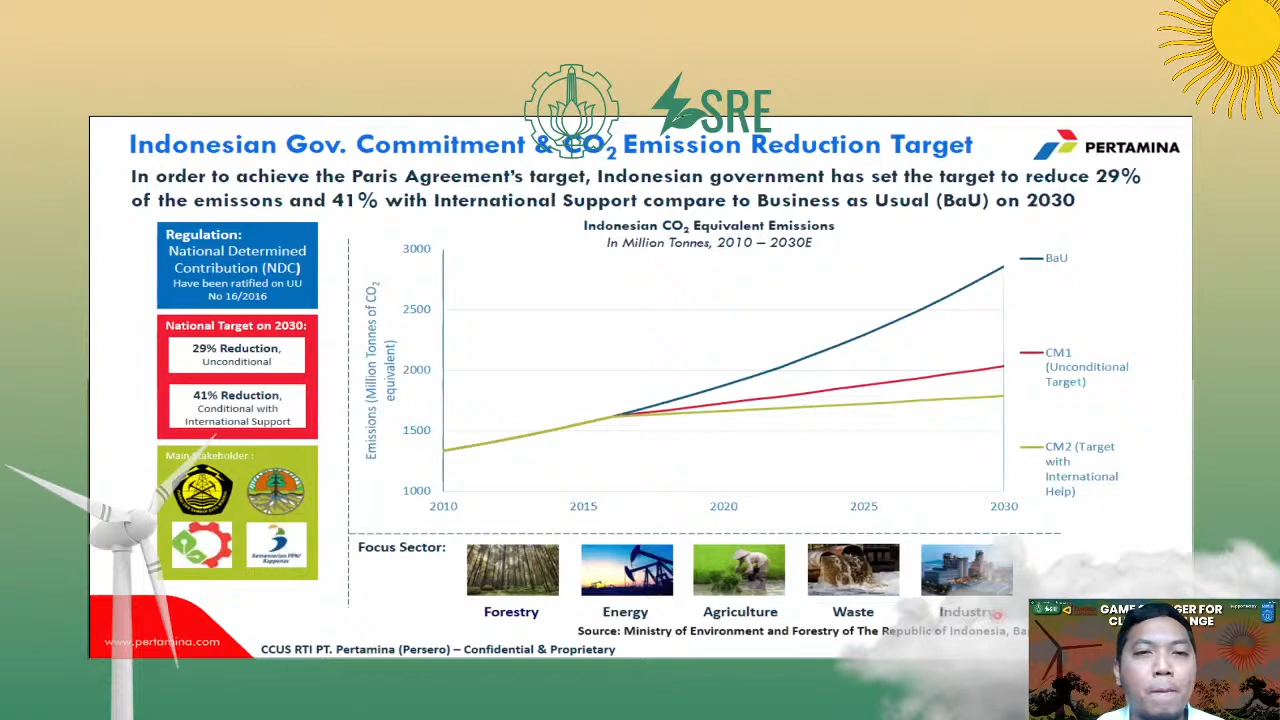 SRE
Indonesian Gov. Commitment & CO2 Emission Reduction Target
PERTAMINA
In order to achieve the Paris Agreement's target, Indonesian government has set the target to reduce 29%
of the emissons and 41% with International Support compare to Business as Usual (BaU) on 2030
Regulation:
National Determined
Contribution (NDC)
Have been ratified on UU
No 16/2016
National Target on 2030:
29% Reduction,
Unconditional
41% Reduction,
Conditional with
International Support
Main Stakeholder :
Kementerian PPN/
Bappenas
Indonesian CO2 Equivalent Emissions
In Million Tonnes, 2010 – 2030E
Emissions (Million Tonnes of CO2
equivalent)
3000
2500
2000
1500
1000
2010
2015
2020
2025
2030
BaU
CM1
(Unconditional
Target)
CM2 (Target
with
International
Help)
Focus Sector:
Forestry
Energy
Agriculture
Waste
Industry
Source: Ministry of Environment and Forestry of The Republic of Indonesia, Ba
www.pertamina.com
CCUS RTI PT. Pertamina (Persero) – Confidential & Proprietary